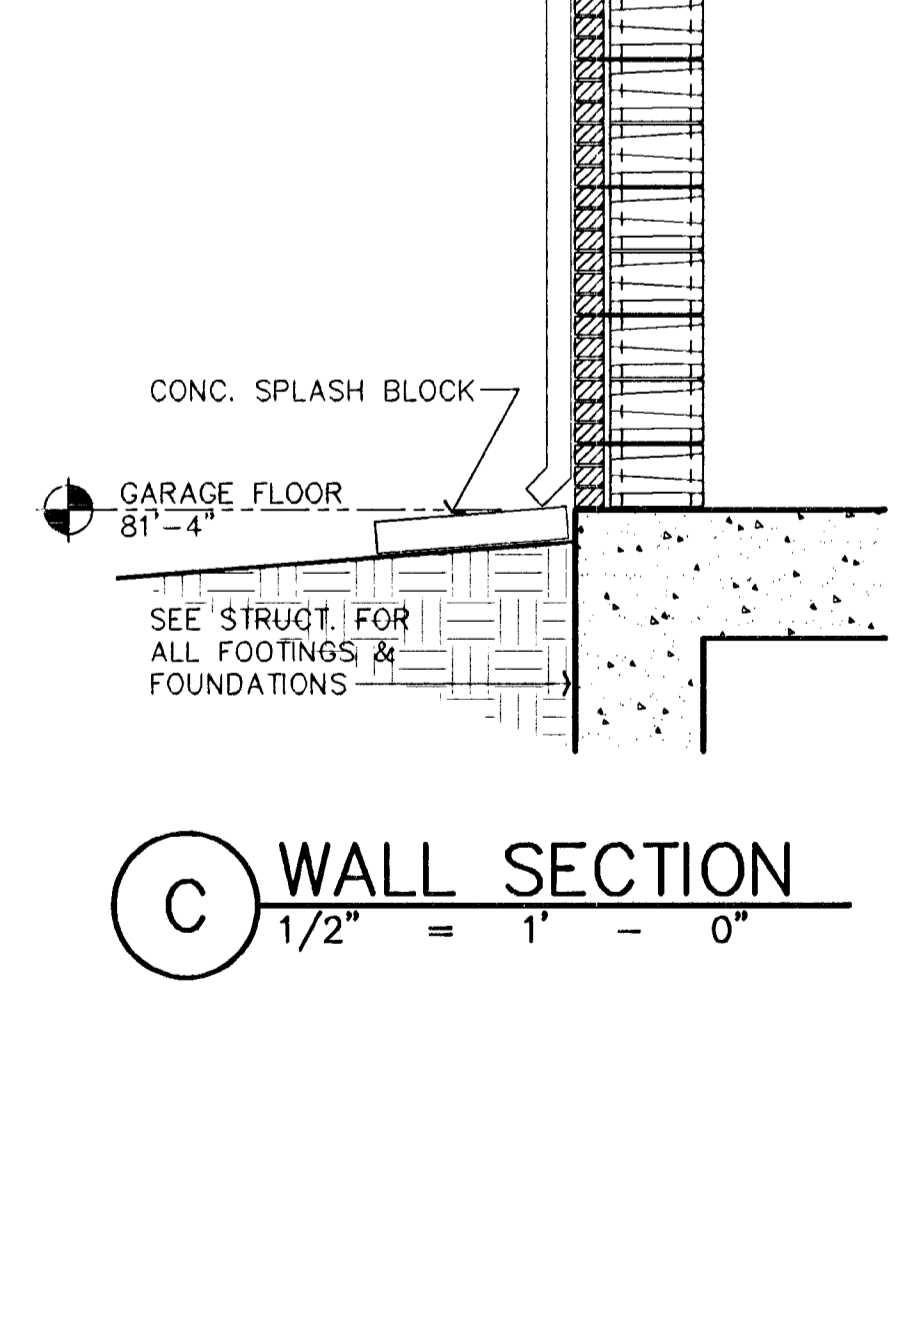 CONC. SPLASH BLOCK
GARAGE FLOOR
81'-4"
SEE STRUCT. FOR
ALL FOOTINGS &
FOUNDATIONS
C
WALL SECTION
1/2" = 1' - 0"